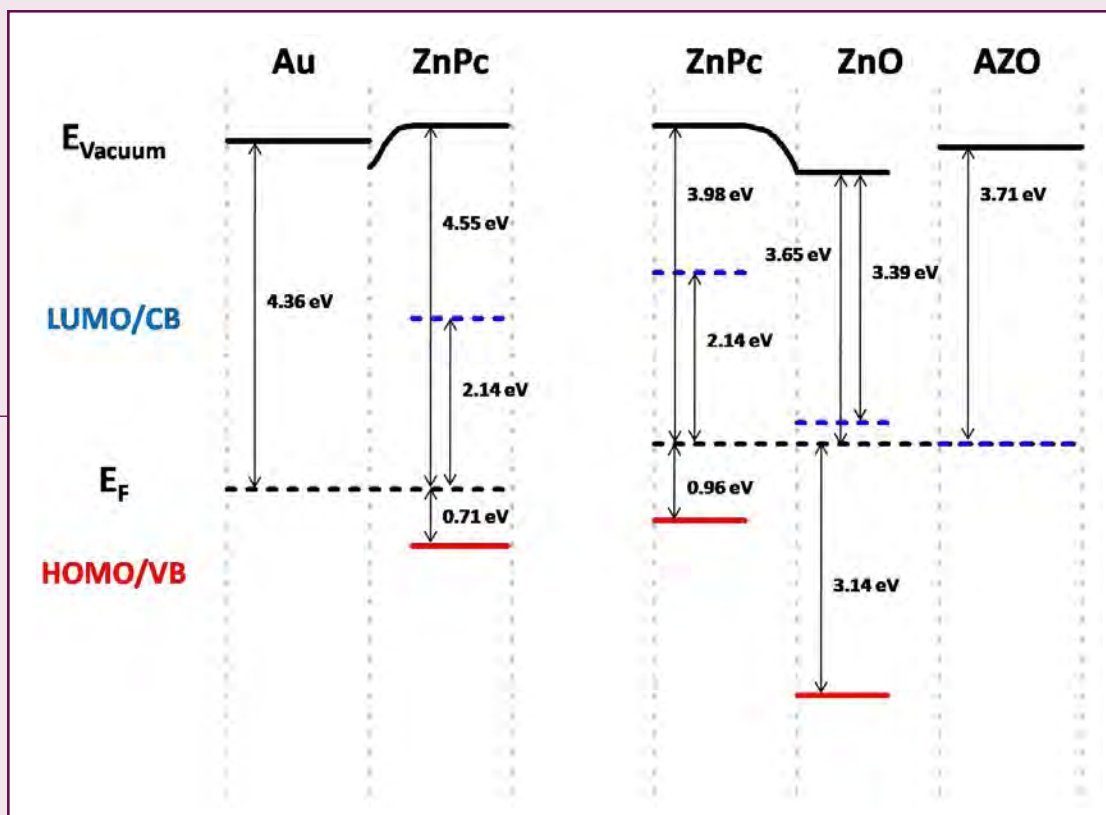 Au ZnPc ZnPc ZnO AZO
E_Vacuum
3.98 eV 3.71 eV
4.55 eV
3.65 eV
3.39 eV
4.36 eV
LUMO/CB
2.14 eV
2.14 eV
E_F
0.96 eV
0.71 eV
HOMO/VB
3.14 eV